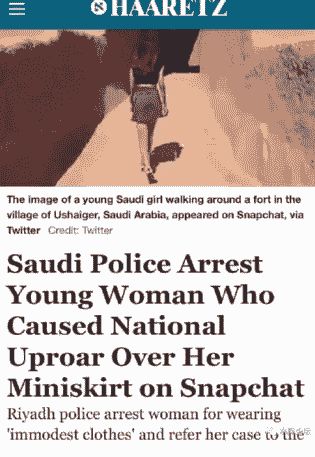 HAARETZ
The image of a young Saudi girl walking around a fort in the
village of Ushaiger, Saudi Arabia, appeared on Snapchat, via
Twitter Credit: Twitter
Saudi Police Arrest
Young Woman Who
Caused National
Uproar Over Her
Miniskirt on Snapchat
Riyadh police arrest woman for wearing
'immodest clothes' and refer her case to the